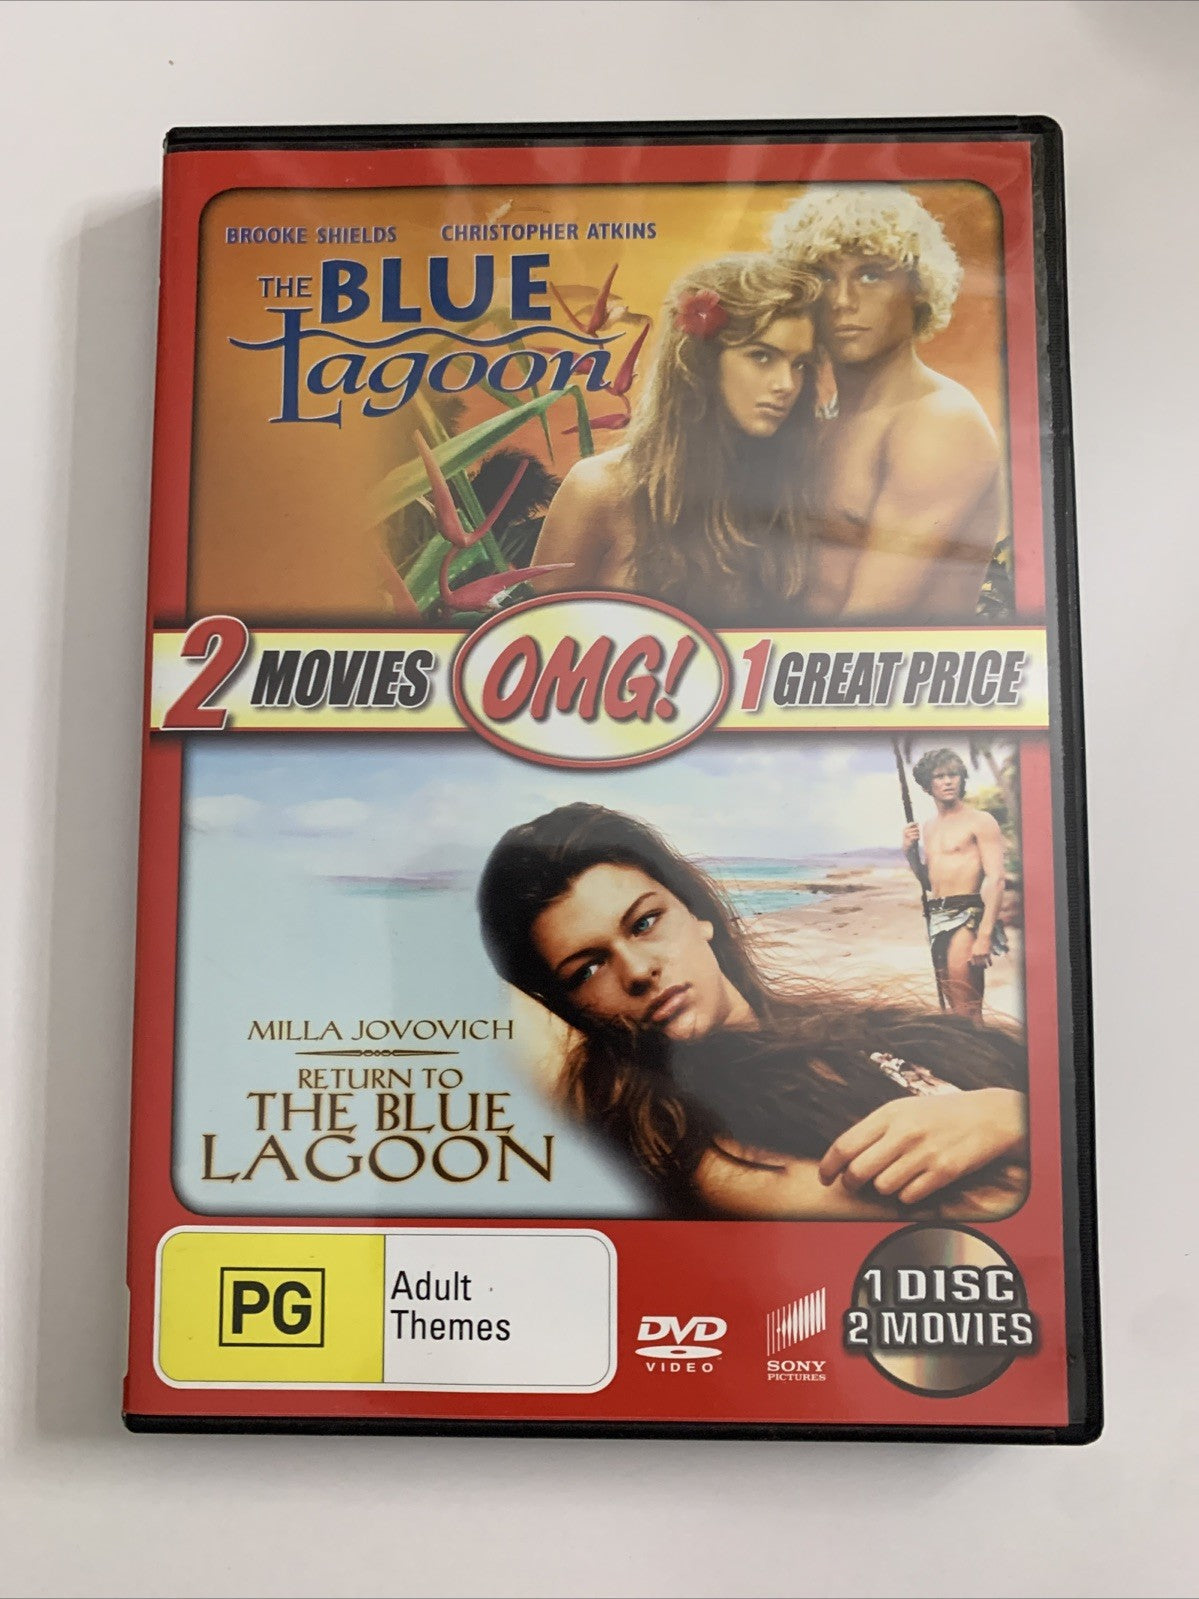 BROOKE SHIELDS CHRISTOPHER ATKINS
THE BLUE
Lagoon
2 MOVIES OMG! 1 GREAT PRICE
MILLA JOVOVICH
RETURN TO
THE BLUE
LAGOON
PG
Adult
Themes
DVD
VIDEO
SONY
PICTURES
1 DISC
2 MOVIES